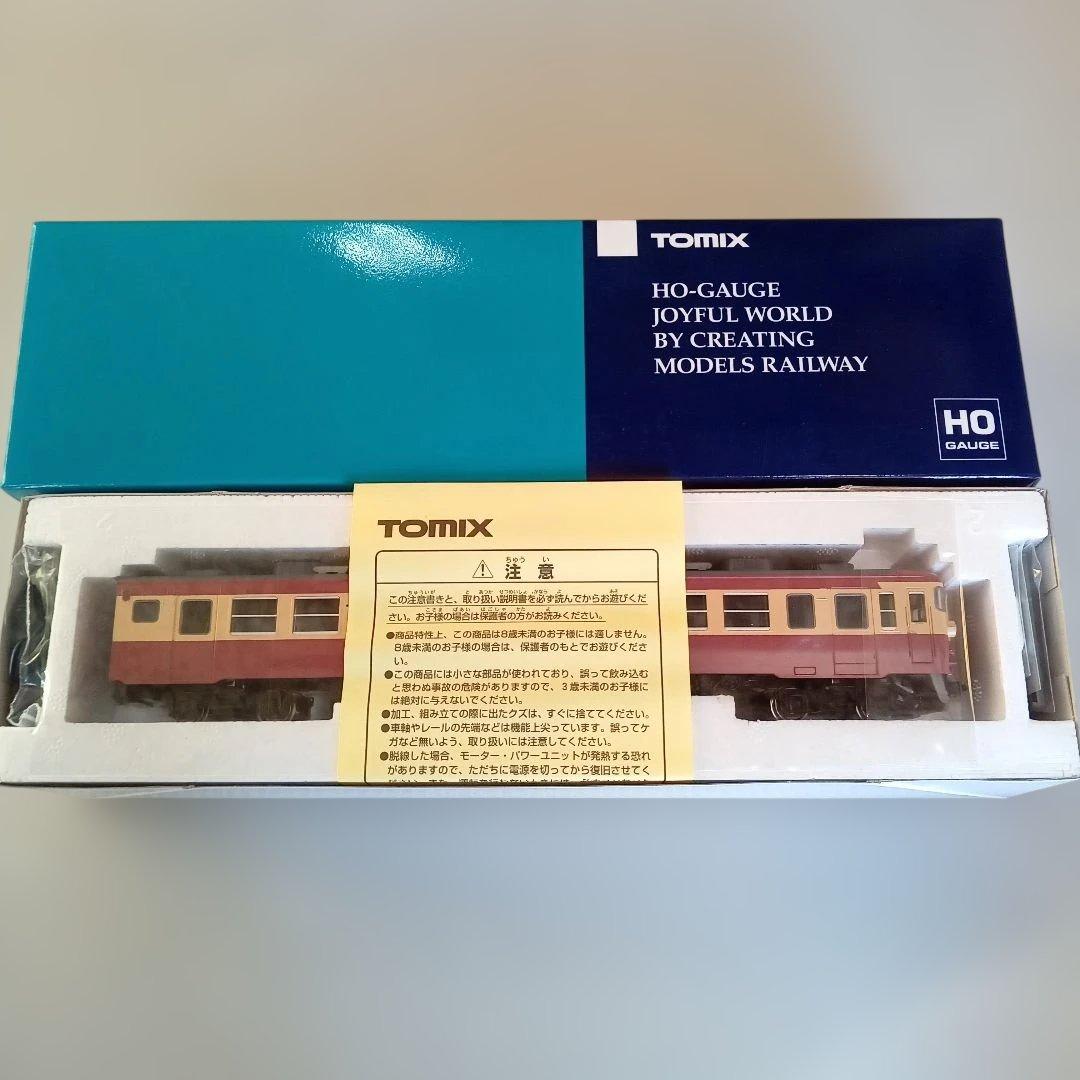 TOMIX
HO-GAUGE
JOYFUL WORLD
BY CREATING
MODELS RAILWAY
HO
GAUGE
TOMIX
ちゅう い
注 意
この注意書きと、取り扱い説明書を必ず読んでからお遊びくだ
さい。お子様の場合は保護者の方がお読みください。
●商品特性上、この商品は8歳未満のお子様には適しません。
8歳未満のお子様の場合は、保護者のもとでお遊びくださ
い。
●この商品には小さな部品が使われており、誤って飲み込む
と思わぬ事故の危険がありますので、3歳未満のお子様に
は絶対に与えないでください。
●加工、組み立ての際に出たクズは、すぐに捨ててください。
●車軸やレールの先端などは機能上尖っています。誤ってケ
ガなど無いよう、取り扱いには注意してください。
●脱線した場合、モーター・パワーユニットが発熱する恐れ
がありますので、ただちに電源を切ってから復旧させてく